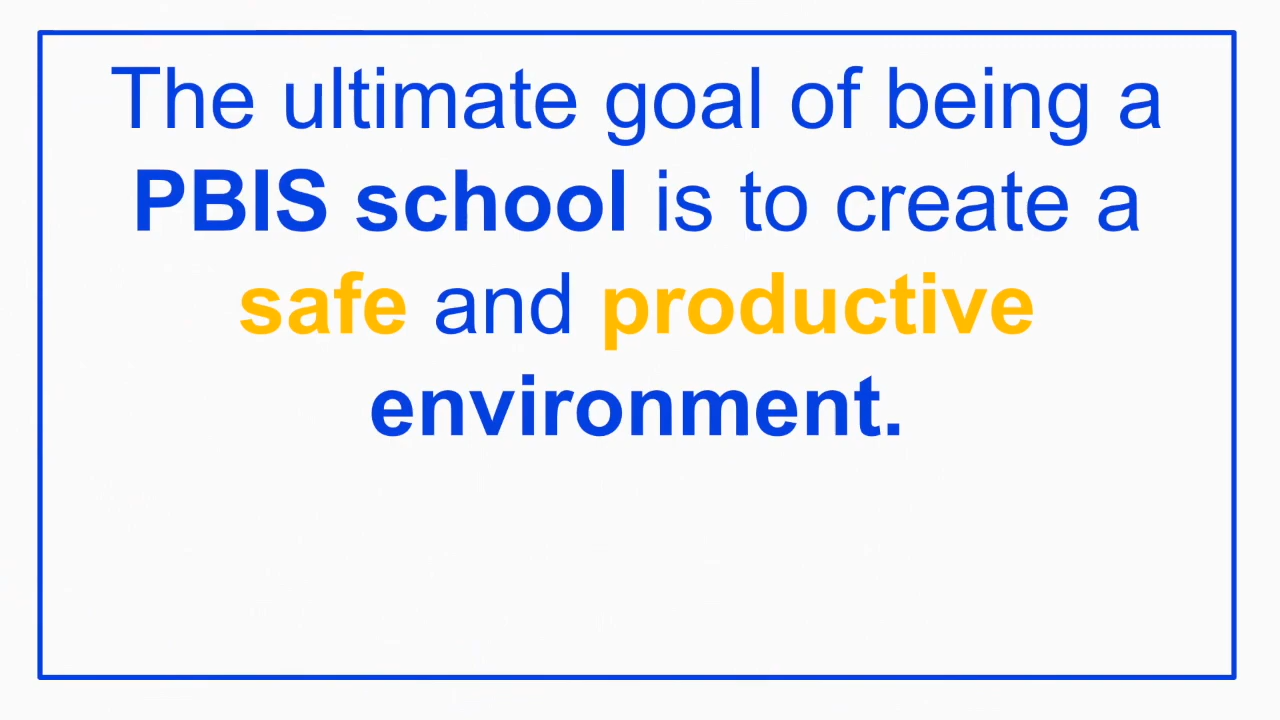 The ultimate goal of being a
PBIS school is to create a
safe and productive
environment.